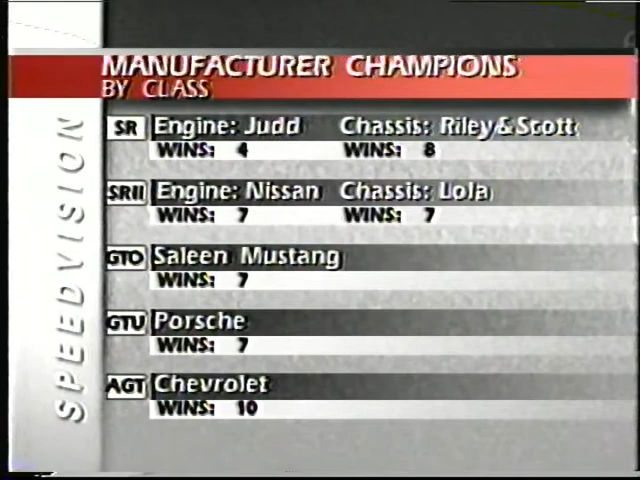 MANUFACTURER CHAMPIONS
BY CLASS
SPEEDVISION
SR Engine: Judd Chassis: Riley&Scott
WINS: 4 WINS: 8
SRII Engine: Nissan Chassis: Lola
WINS: 7 WINS: 7
GTO Saleen Mustang
WINS: 7
GTU Porsche
WINS: 7
AGT Chevrolet
WINS: 10